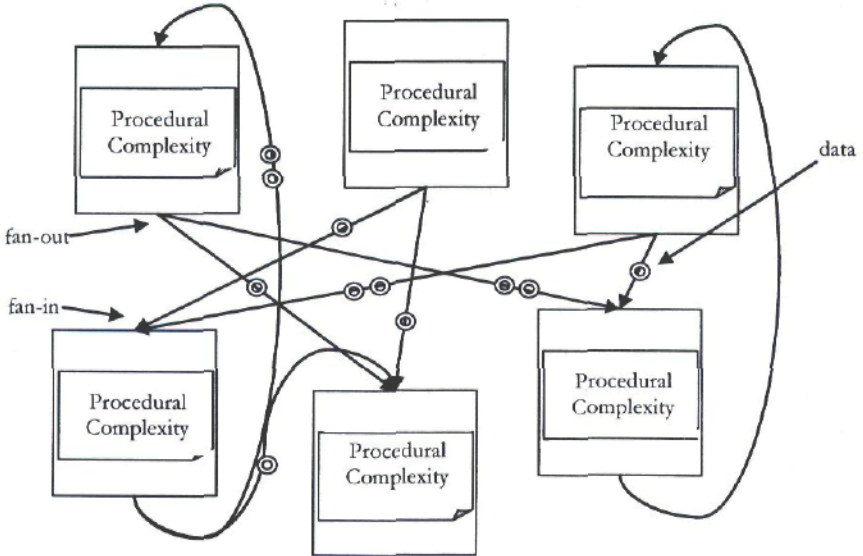 Procedural
Complexity
Procedural
Complexity
Procedural
Complexity
data
fan-out
fan-in
Procedural
Complexity
Procedural
Complexity
Procedural
Complexity